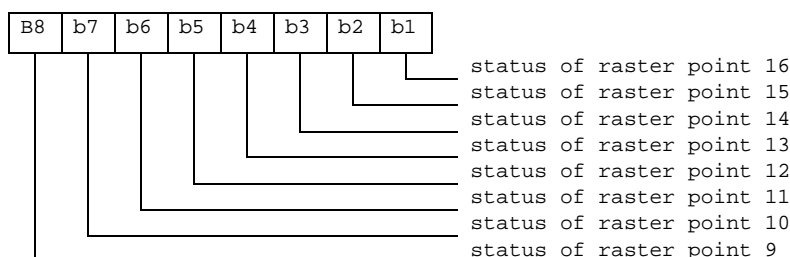 B8 b7 b6 b5 b4 b3 b2 b1
status of raster point 16
status of raster point 15
status of raster point 14
status of raster point 13
status of raster point 12
status of raster point 11
status of raster point 10
status of raster point 9